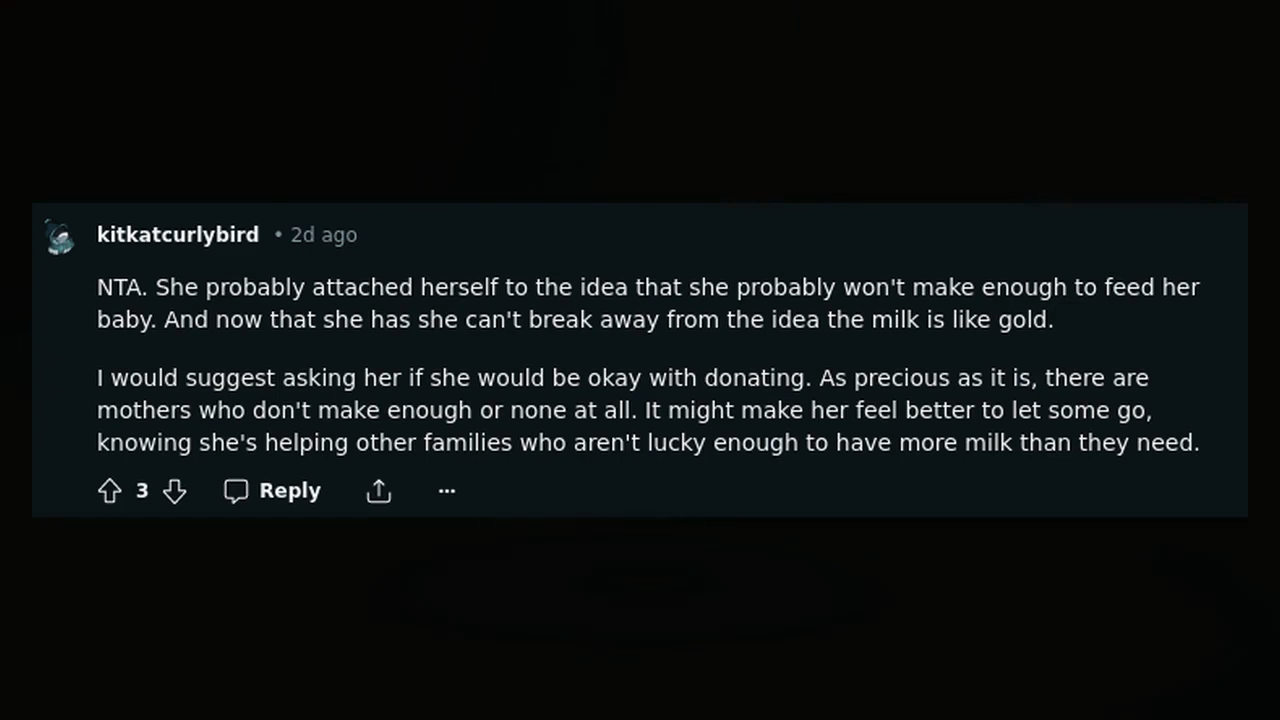 kitkatcurlybird • 2d ago
NTA. She probably attached herself to the idea that she probably won't make enough to feed her
baby. And now that she has she can't break away from the idea the milk is like gold.
I would suggest asking her if she would be okay with donating. As precious as it is, there are
mothers who don't make enough or none at all. It might make her feel better to let some go,
knowing she's helping other families who aren't lucky enough to have more milk than they need.
3 Reply ...